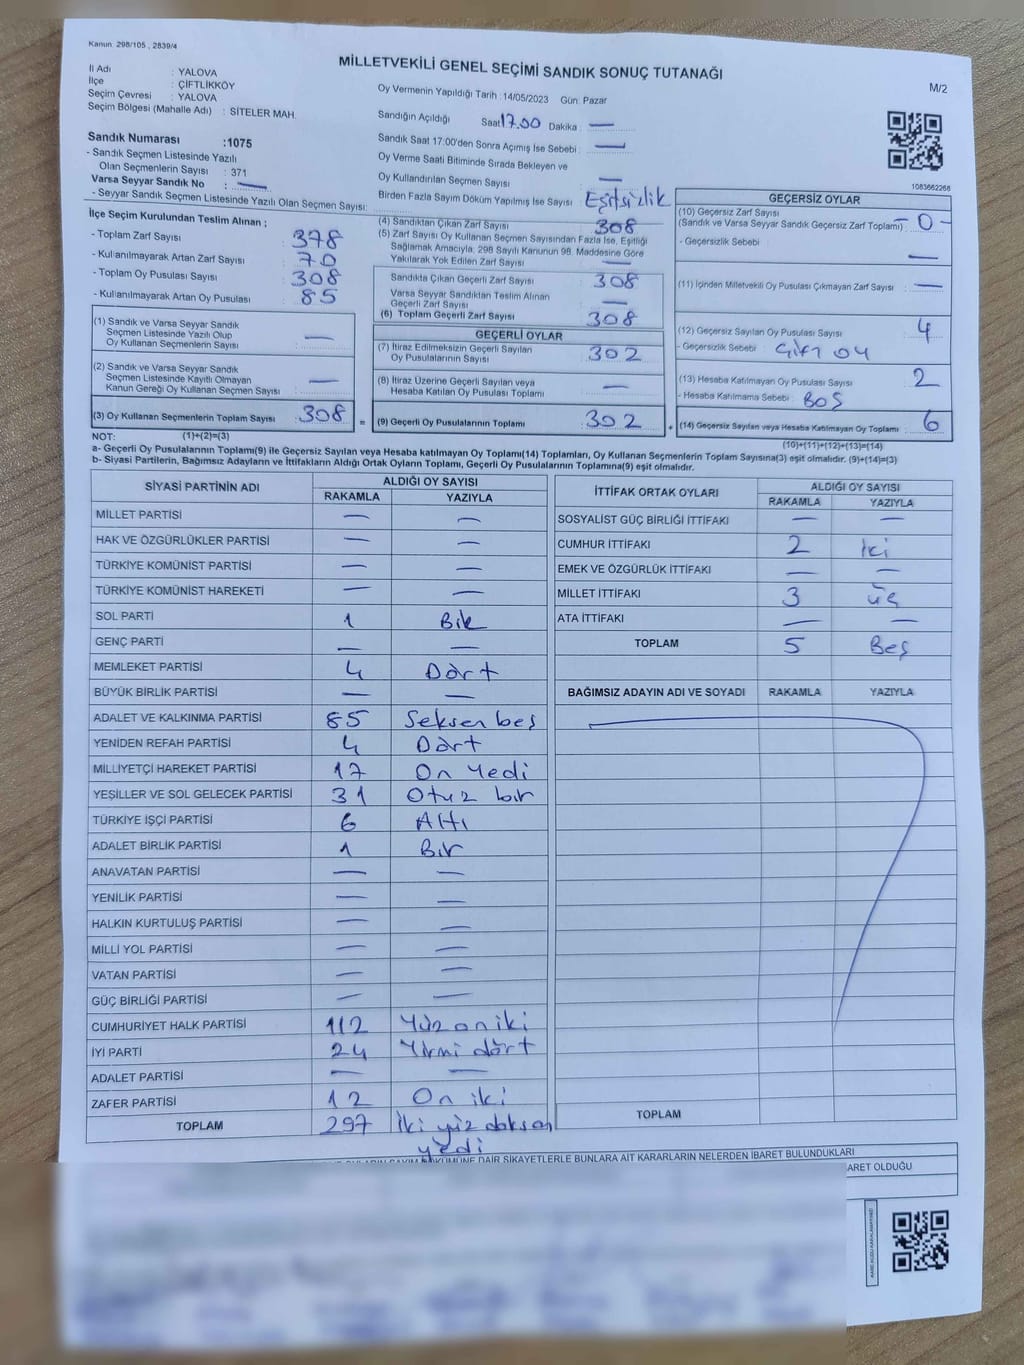 Kanun. 298/105 , 2839/4
MİLLETVEKİLİ GENEL SEÇİMİ SANDIK SONUÇ TUTANAĞI
M/2
İl Adı : YALOVA
İlçe : ÇİFTLİKKÖY
Seçim Çevresi : YALOVA
Seçim Bölgesi (Mahalle Adı) : SİTELER MAH.
Oy Vermenin Yapıldığı Tarih : 14/05/2023 Gün: Pazar
Sandığın Açıldığı Saat 17.00 Dakika : —
Sandık Saat 17:00'den Sonra Açımış İse Sebebi : —
Oy Verme Saati Bitiminde Sırada Bekleyen ve
Oy Kullandırılan Seçmen Sayısı : —
Birden Fazla Sayım Döküm Yapılmış İse Sayısı : Eşitsizlik
Sandık Numarası :1075
- Sandık Seçmen Listesinde Yazılı
Olan Seçmenlerin Sayısı : 371
Varsa Seyyar Sandık No : —
- Seyyar Sandık Seçmen Listesinde Yazılı Olan Seçmen Sayısı:
1083662268
İlçe Seçim Kurulundan Teslim Alınan ;
- Toplam Zarf Sayısı : 378
- Kullanılmayarak Artan Zarf Sayısı : 70
- Toplam Oy Pusulası Sayısı : 308
- Kullanılmayarak Artan Oy Pusulası : 85
(1) Sandık ve Varsa Seyyar Sandık
Seçmen Listesinde Yazılı Olup
Oy Kullanan Seçmenlerin Sayısı : —
(2) Sandık ve Varsa Seyyar Sandık
Seçmen Listesinde Kayıtlı Olmayan
Kanun Gereği Oy Kullanan Seçmen Sayısı : —
(3) Oy Kullanan Seçmenlerin Toplam Sayısı : 308
(1)+(2)=(3)
(4) Sandıktan Çıkan Zarf Sayısı : 308
(5) Zarf Sayısı Oy Kullanan Seçmen Sayısından Fazla İse, Eşitliği
Sağlamak Amacıyla; 298 Sayılı Kanunun 98. Maddesine Göre
Yakılarak Yok Edilen Zarf Sayısı : —
Sandıkta Çıkan Geçerli Zarf Sayısı : 308
Varsa Seyyar Sandıktan Teslim Alınan
Geçerli Zarf Sayısı : —
(6) Toplam Geçerli Zarf Sayısı : 308
GEÇERLİ OYLAR
(7) İtiraz Edilmeksizin Geçerli Sayılan
Oy Pusulalarının Sayısı : 302
(8) İtiraz Üzerine Geçerli Sayılan veya
Hesaba Katılan Oy Pusulası Toplamı : —
= (9) Geçerli Oy Pusulalarının Toplamı : 302
GEÇERSİZ OYLAR
(10) Geçersiz Zarf Sayısı
(Sandık ve Varsa Seyyar Sandık Geçersiz Zarf Toplamı) : -0-
- Geçersizlik Sebebi : —
(11) İçinden Milletvekili Oy Pusulası Çıkmayan Zarf Sayısı : —
(12) Geçersiz Sayılan Oy Pusulası Sayısı : 4
- Geçersizlik Sebebi : Çift oy
(13) Hesaba Katılmayan Oy Pusulası Sayısı : 2
- Hesaba Katılmama Sebebi : BOŞ
+ (14) Geçersiz Sayılan veya Hesaba Katılmayan Oy Toplamı : 6
(10)+(11)+(12)+(13)=(14)
NOT:
a- Geçerli Oy Pusulalarının Toplamı(9) ile Geçersiz Sayılan veya Hesaba Katılmayan Oy Toplamı(14) Toplamları, Oy Kullanan Seçmenlerin Toplam Sayısına(3) eşit olmalıdır. (9)+(14)=(3)
b- Siyasi Partilerin, Bağımsız Adayların ve İttifakların Aldığı Ortak Oyların Toplamı, Geçerli Oy Pusulalarının Toplamına(9) eşit olmalıdır.
SİYASİ PARTİNİN ADI ALDIĞI OY SAYISI
RAKAMLA YAZIYLA
MİLLET PARTİSİ — —
HAK VE ÖZGÜRLÜKLER PARTİSİ — —
TÜRKİYE KOMÜNİST PARTİSİ — —
TÜRKİYE KOMÜNİST HAREKETİ — —
SOL PARTİ 1 Bir
GENÇ PARTİ — —
MEMLEKET PARTİSİ 4 Dört
BÜYÜK BİRLİK PARTİSİ — —
ADALET VE KALKINMA PARTİSİ 85 Seksen beş
YENİDEN REFAH PARTİSİ 4 Dört
MİLLİYETÇİ HAREKET PARTİSİ 17 On Yedi
YEŞİLLER VE SOL GELECEK PARTİSİ 31 Otuz bir
TÜRKİYE İŞÇİ PARTİSİ 6 Altı
ADALET BİRLİK PARTİSİ 1 Bir
ANAVATAN PARTİSİ — —
YENİLİK PARTİSİ — —
HALKIN KURTULUŞ PARTİSİ — —
MİLLİ YOL PARTİSİ — —
VATAN PARTİSİ — —
GÜÇ BİRLİĞİ PARTİSİ — —
CUMHURİYET HALK PARTİSİ 112 Yüz on iki
İYİ PARTİ 24 Yirmi dört
ADALET PARTİSİ — —
ZAFER PARTİSİ 12 On iki
TOPLAM 297 İki yüz doksan
yedi
İTTİFAK ORTAK OYLARI ALDIĞI OY SAYISI
RAKAMLA YAZIYLA
SOSYALİST GÜÇ BİRLİĞİ İTTİFAKI — —
CUMHUR İTTİFAKI 2 İki
EMEK VE ÖZGÜRLÜK İTTİFAKI — —
MİLLET İTTİFAKI 3 üç
ATA İTTİFAKI — —
TOPLAM 5 Beş
BAĞIMSIZ ADAYIN ADI VE SOYADI RAKAMLA YAZIYLA
TOPLAM
DÖKÜMÜNE DAİR ŞİKAYETLERLE BUNLARA AİT KARARLARIN NELERDEN İBARET BULUNDUKLARI
OLDUĞU